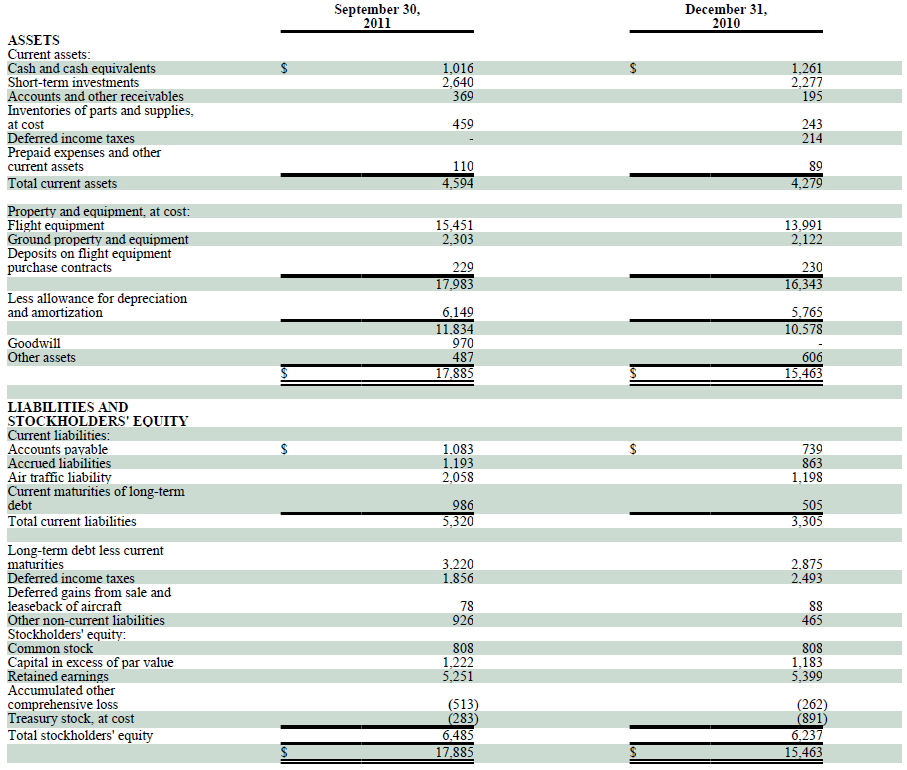 September 30, December 31,
2011 2010
ASSETS
Current assets:
Cash and cash equivalents $ 1,016 $ 1,261
Short-term investments 2,640 2,277
Accounts and other receivables 369 195
Inventories of parts and supplies,
at cost 459 243
Deferred income taxes - 214
Prepaid expenses and other
current assets 110 89
Total current assets 4,594 4,279
Property and equipment, at cost:
Flight equipment 15,451 13,991
Ground property and equipment 2,303 2,122
Deposits on flight equipment
purchase contracts 229 230
17,983 16,343
Less allowance for depreciation
and amortization 6,149 5,765
11,834 10,578
Goodwill 970 -
Other assets 487 606
$ 17,885 $ 15,463
LIABILITIES AND
STOCKHOLDERS' EQUITY
Current liabilities:
Accounts payable $ 1,083 $ 739
Accrued liabilities 1,193 863
Air traffic liability 2,058 1,198
Current maturities of long-term
debt 986 505
Total current liabilities 5,320 3,305
Long-term debt less current
maturities 3,220 2,875
Deferred income taxes 1,856 2,493
Deferred gains from sale and
leaseback of aircraft 78 88
Other non-current liabilities 926 465
Stockholders' equity:
Common stock 808 808
Capital in excess of par value 1,222 1,183
Retained earnings 5,251 5,399
Accumulated other
comprehensive loss (513) (262)
Treasury stock, at cost (283) (891)
Total stockholders' equity 6,485 6,237
$ 17,885 $ 15,463